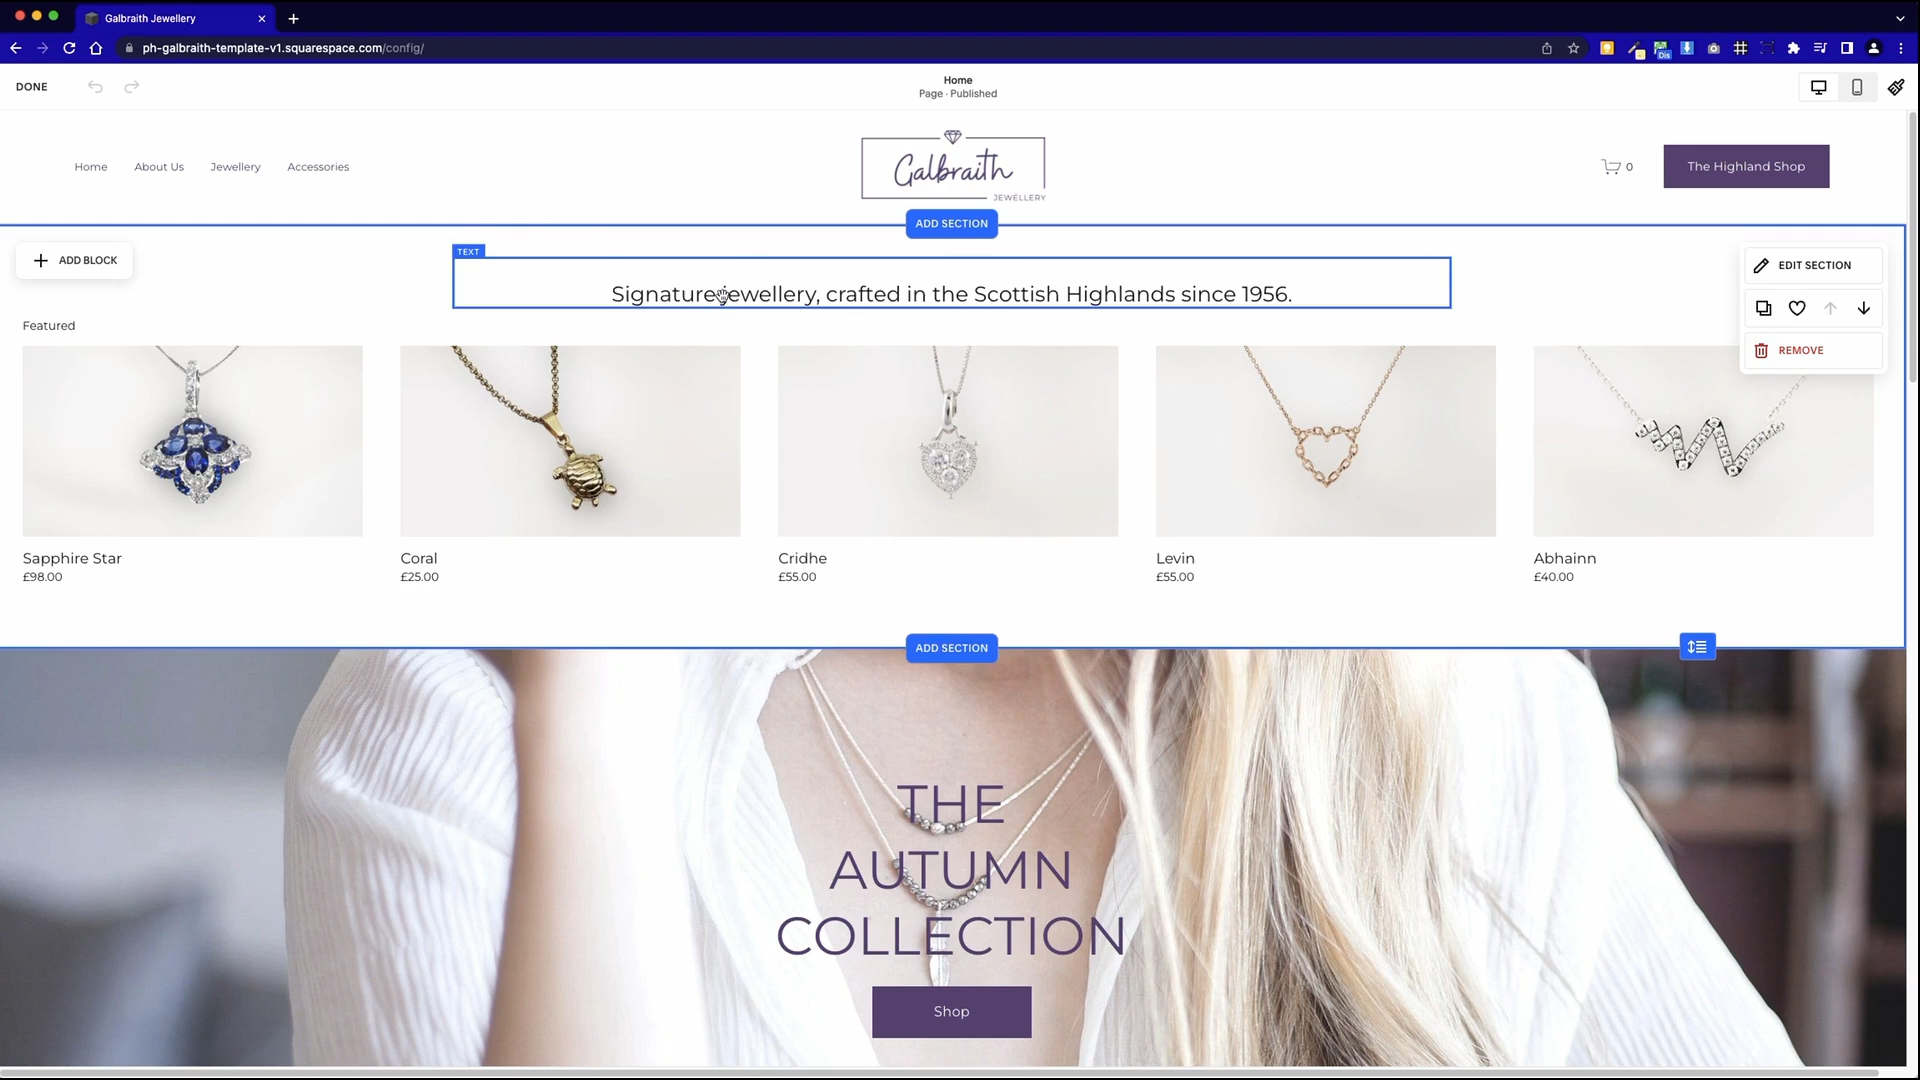 Galbraith Jewellery
ph-galbraith-template-v1.squarespace.com/config/
Dis
DONE
Home
Page · Published
Home
About Us
Jewellery
Accessories
Galbraith
JEWELLERY
0
The Highland Shop
ADD SECTION
ADD BLOCK
TEXT
Signature jewellery, crafted in the Scottish Highlands since 1956.
EDIT SECTION
REMOVE
Featured
Sapphire Star
£98.00
Coral
£25.00
Cridhe
£55.00
Levin
£55.00
Abhainn
£40.00
ADD SECTION
THE
AUTUMN
COLLECTION
Shop